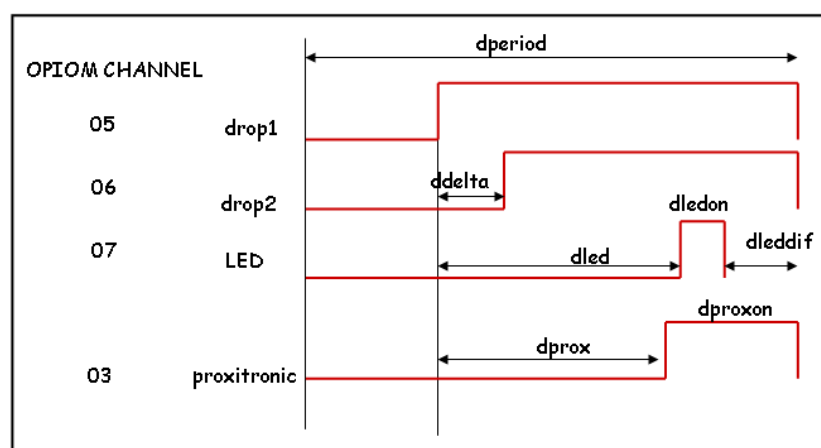 dperiod
OPIOM CHANNEL
05 drop1
ddelta
06 drop2
dledon
07 LED dled dleddif
dproxon
dprox
03 proxitronic